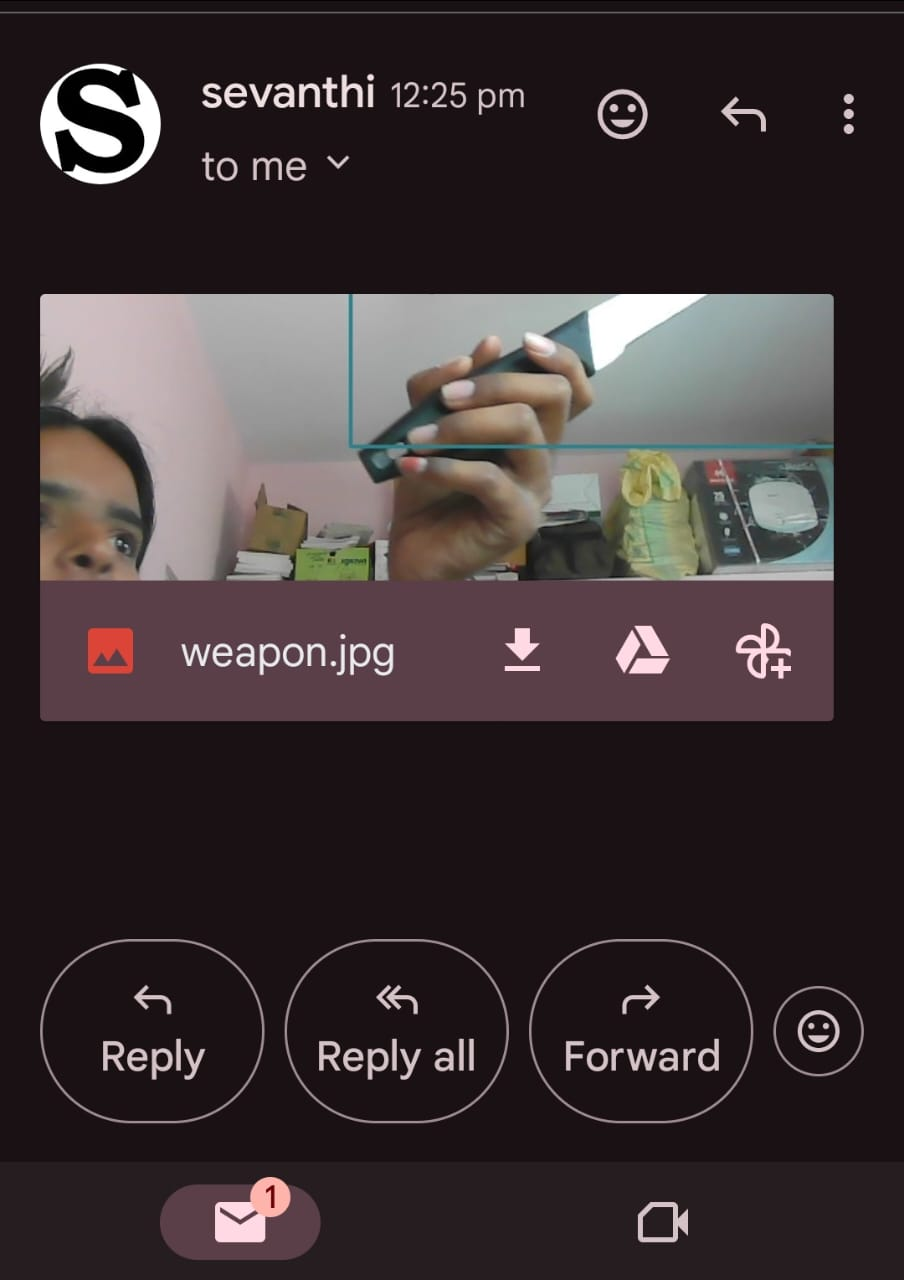 S
sevanthi 12:25 pm
to me
weapon.jpg
Reply
Reply all
Forward
1